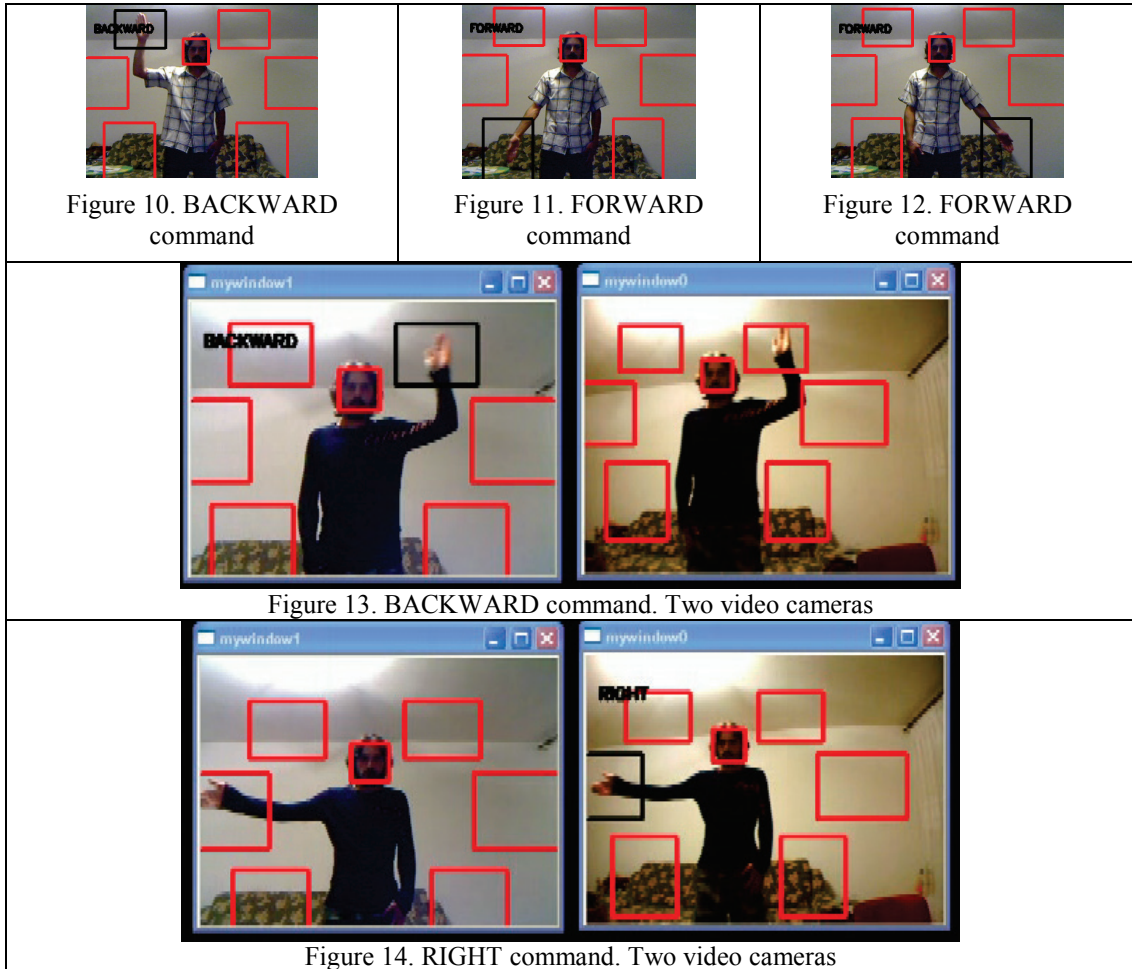 BACKWARD
FORWARD
FORWARD
Figure 10. BACKWARD
command
Figure 11. FORWARD
command
Figure 12. FORWARD
command
mywindow1
mywindow0
BACKWARD
Figure 13. BACKWARD command. Two video cameras
mywindow1
mywindow0
RIGHT
Figure 14. RIGHT command. Two video cameras